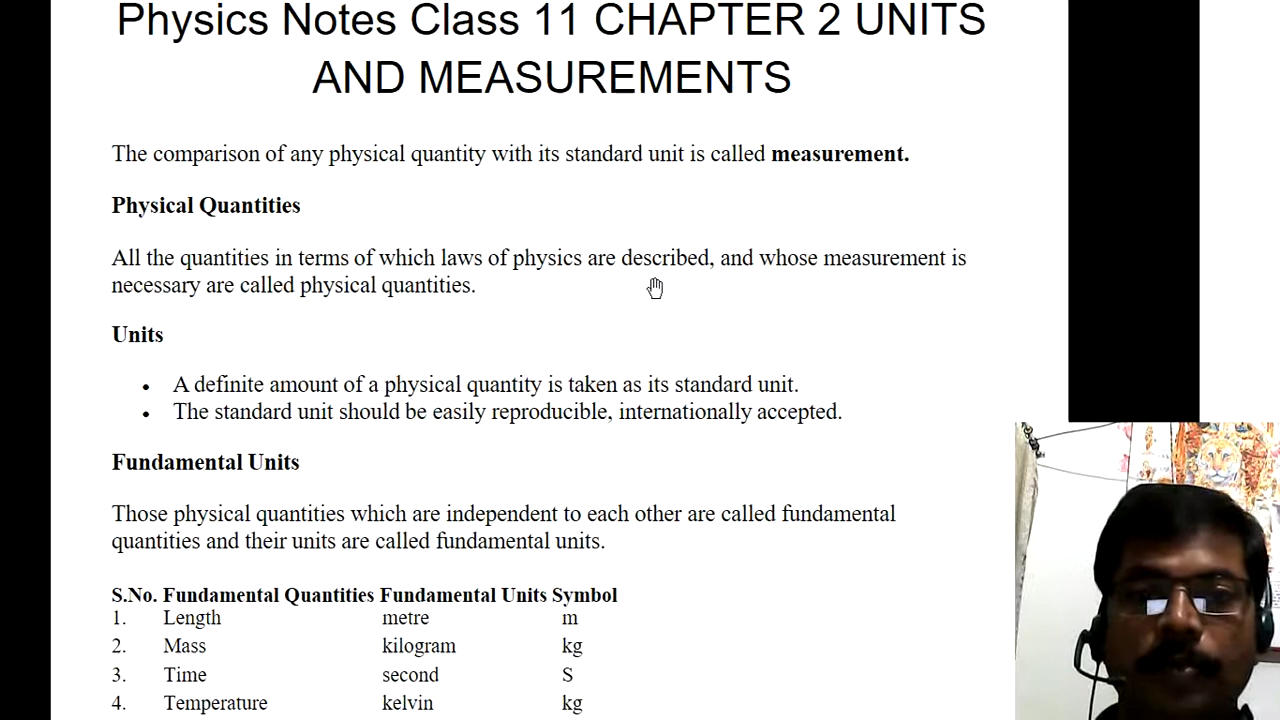 Physics Notes Class 11 CHAPTER 2 UNITS
AND MEASUREMENTS
The comparison of any physical quantity with its standard unit is called measurement.
Physical Quantities
All the quantities in terms of which laws of physics are described, and whose measurement is
necessary are called physical quantities.
Units
• A definite amount of a physical quantity is taken as its standard unit.
• The standard unit should be easily reproducible, internationally accepted.
Fundamental Units
Those physical quantities which are independent to each other are called fundamental
quantities and their units are called fundamental units.
S.No. Fundamental Quantities Fundamental Units Symbol
1. Length metre m
2. Mass kilogram kg
3. Time second S
4. Temperature kelvin kg